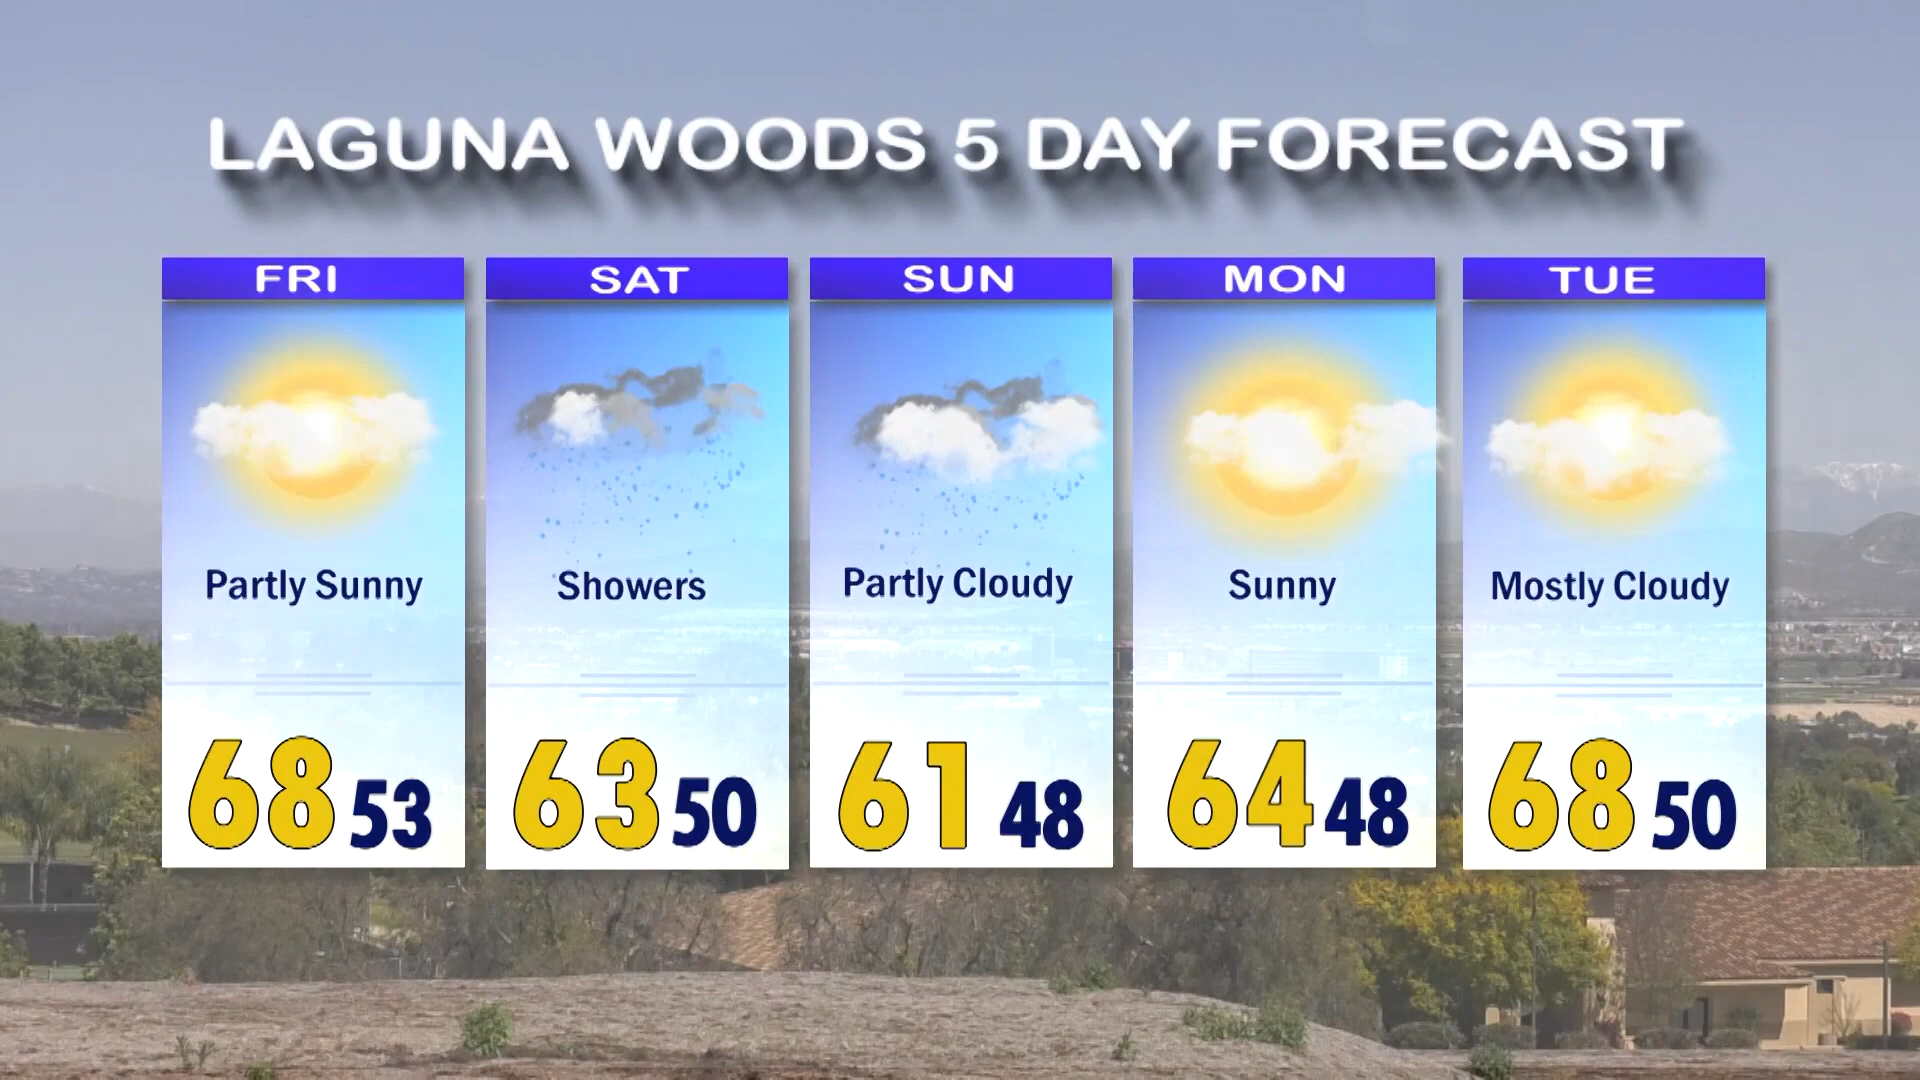 LAGUNA WOODS 5 DAY FORECAST
FRI
Partly Sunny
68 53
SAT
Showers
63 50
SUN
Partly Cloudy
61 48
MON
Sunny
64 48
TUE
Mostly Cloudy
68 50